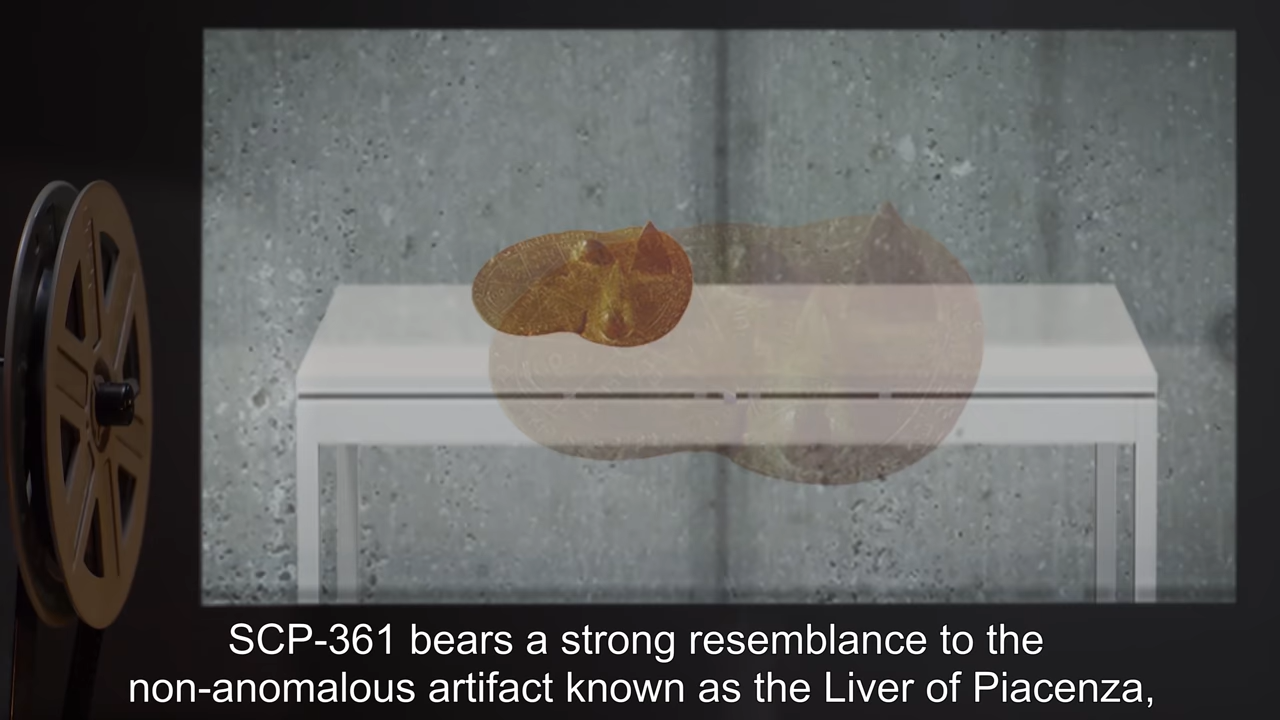 SCP-361 bears a strong resemblance to the
non-anomalous artifact known as the Liver of Piacenza,